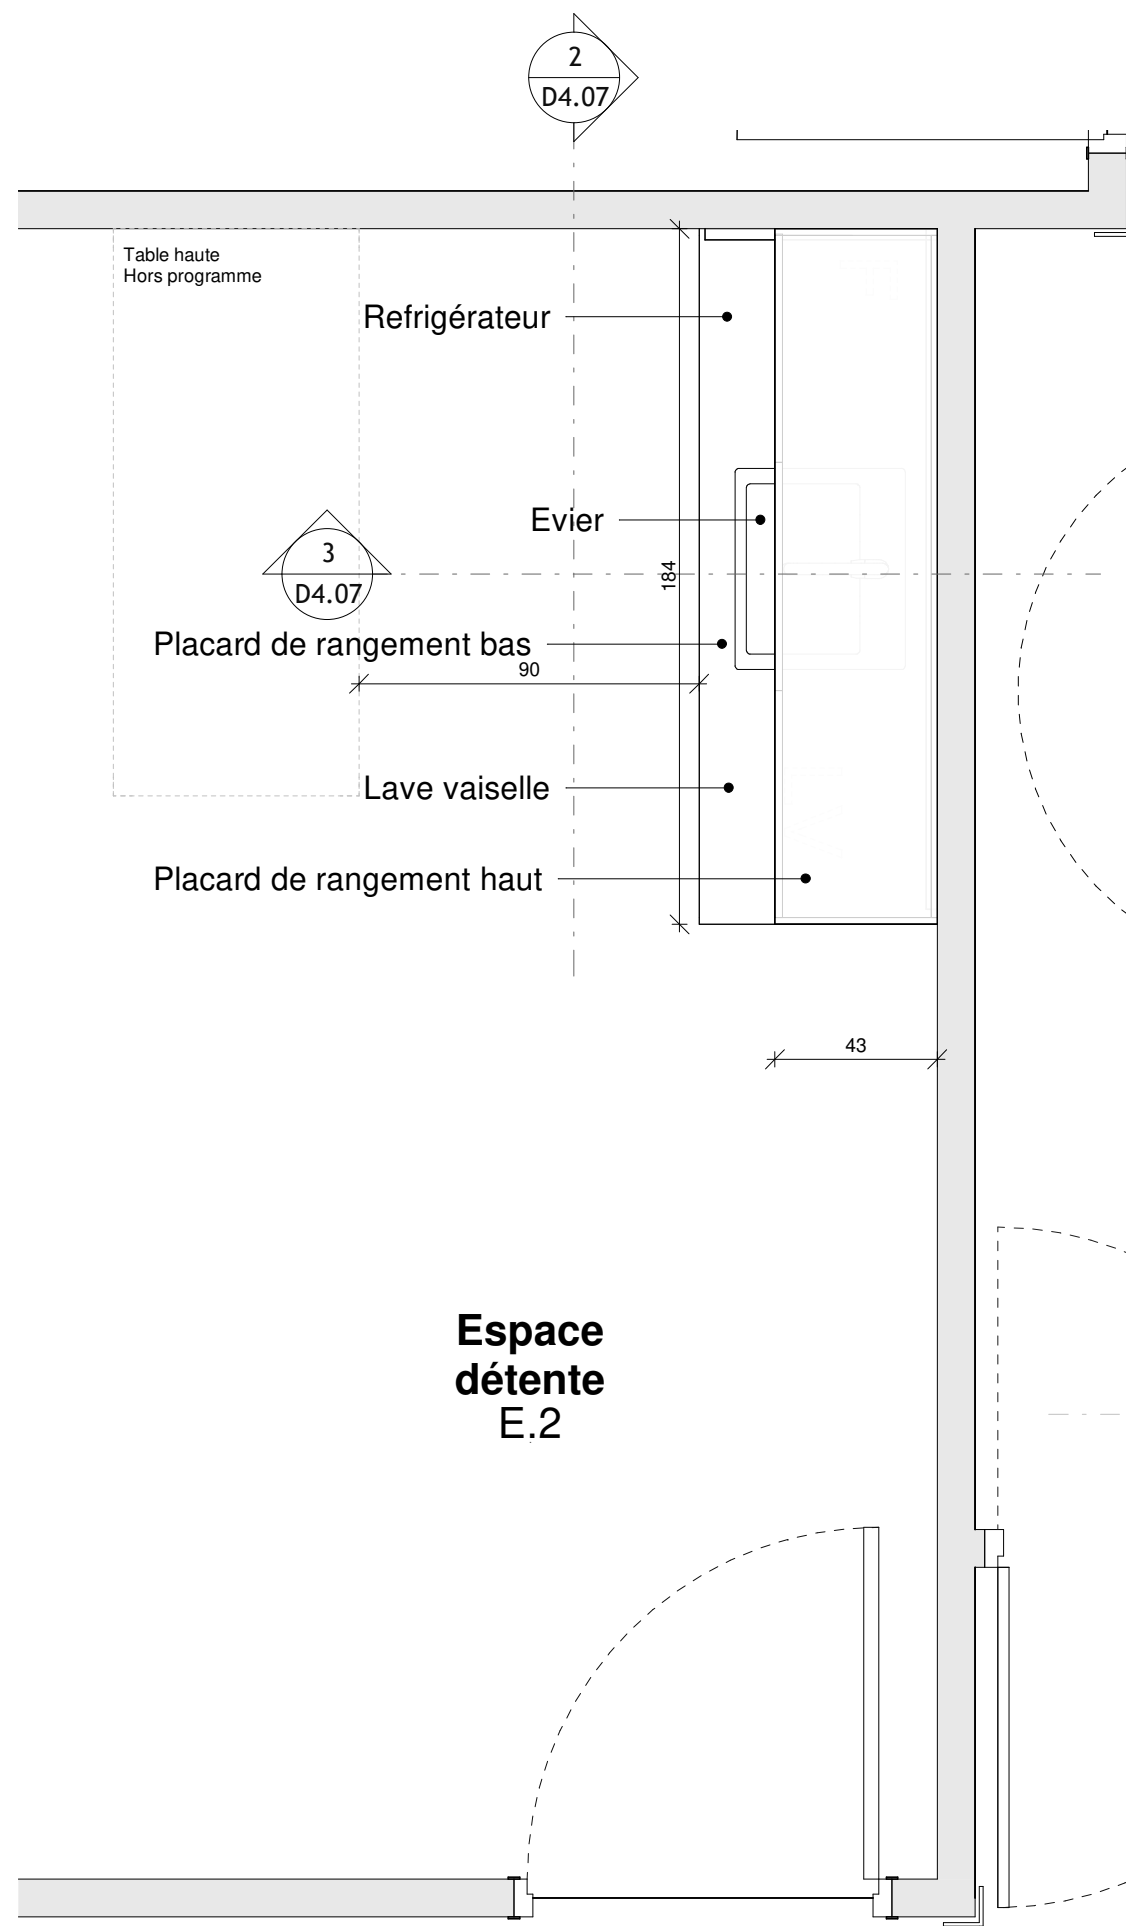 2
D4.07
Table haute
Hors programme
Refrigérateur
Evier
3
D4.07
184
Placard de rangement bas
90
Lave vaiselle
Placard de rangement haut
43
Espace
détente
E.2